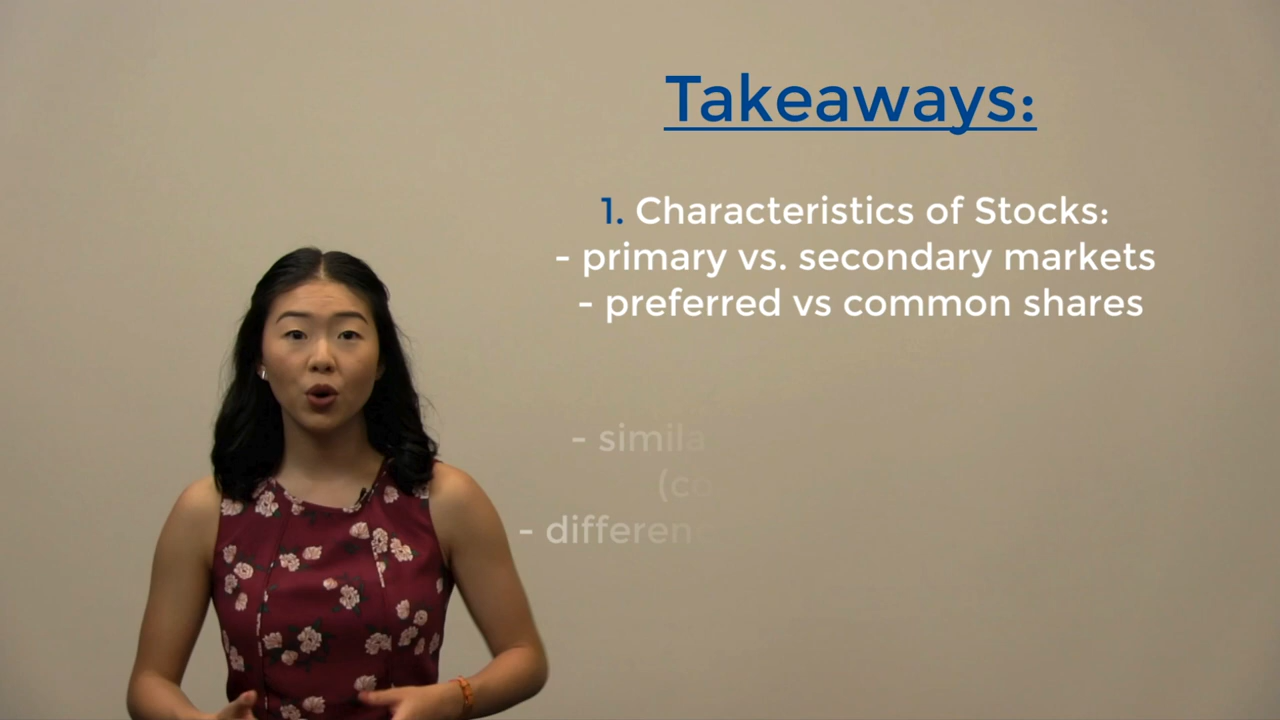 Takeaways:
1. Characteristics of Stocks:
- primary vs. secondary markets
- preferred vs common shares